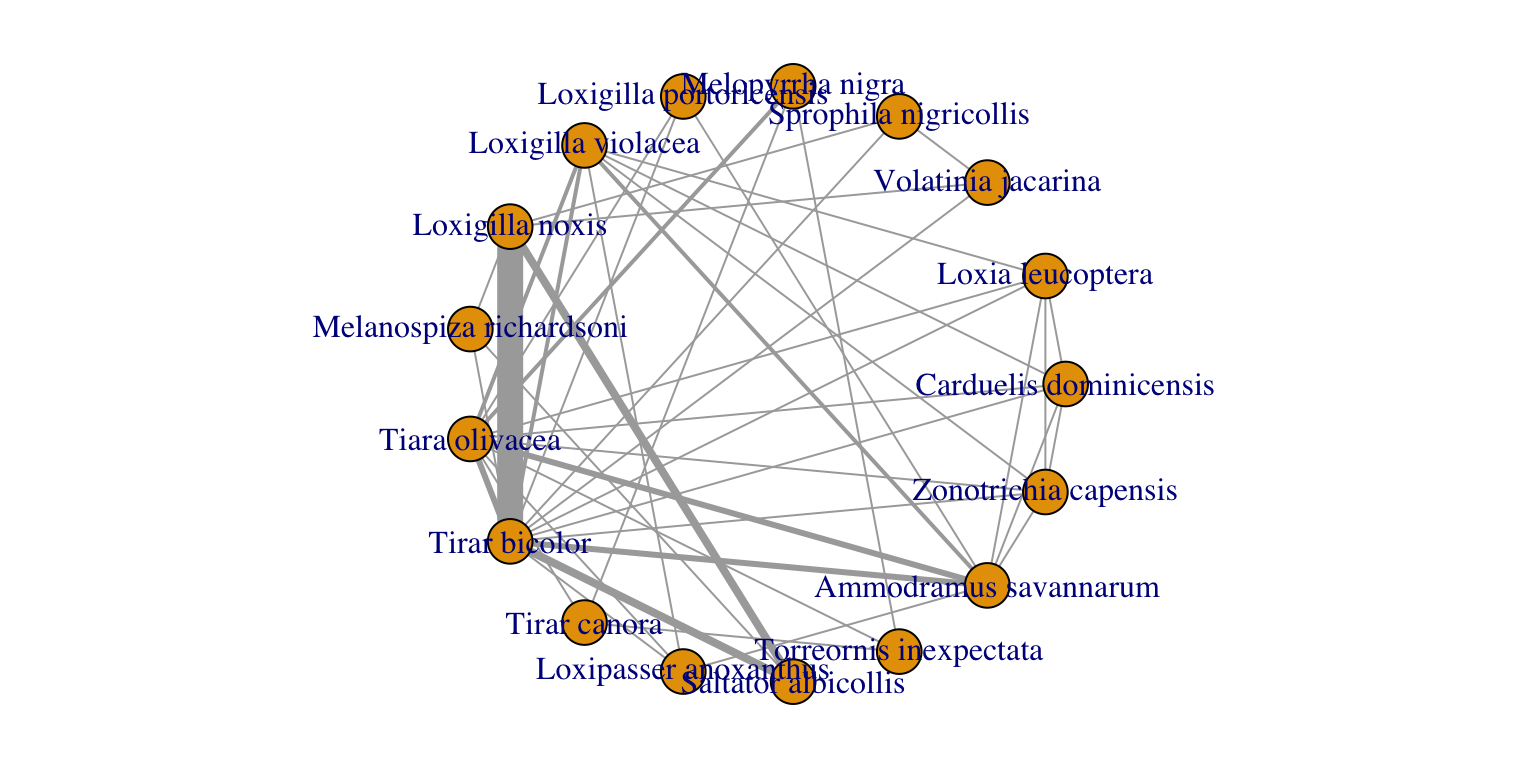 Melopyrrha nigra
Loxigilla portoricensis
Sprophila nigricollis
Loxigilla violacea
Volatinia jacarina
Loxigilla noxis
Loxia leucoptera
Melanospiza richardsoni
Carduelis dominicensis
Tiara olivacea
Zonotrichia capensis
Tirar bicolor
Ammodramus savannarum
Tirar canora
Torreornis inexpectata
Loxipasser anoxanthus
Saltator albicollis